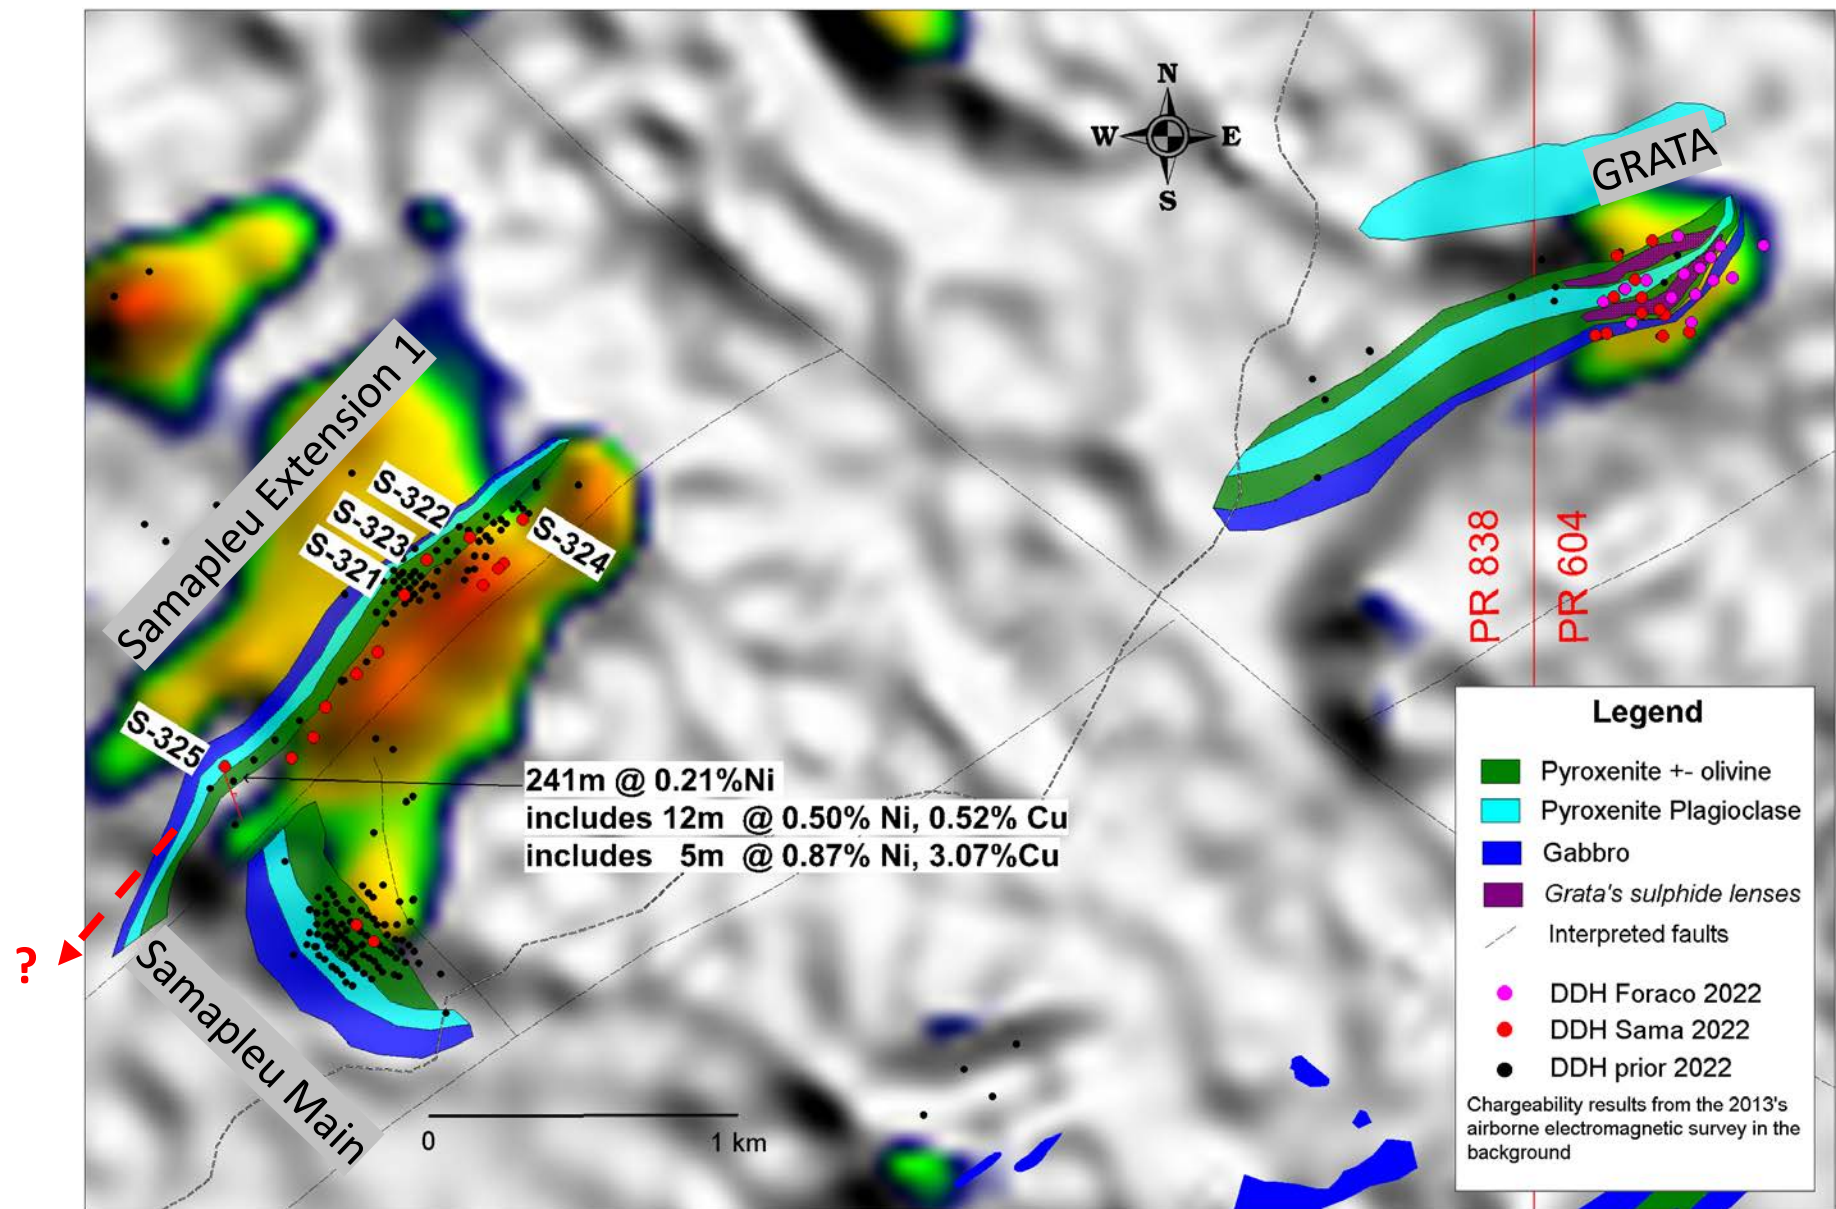 N
W E
S
GRATA
Samapleu Extension 1
S-322
S-323
S-321
S-324
S-325
PR 838
PR 604
241m @ 0.21%Ni
includes 12m @ 0.50% Ni, 0.52% Cu
includes 5m @ 0.87% Ni, 3.07%Cu
?
Samapleu Main
0 1 km
Legend
Pyroxenite +- olivine
Pyroxenite Plagioclase
Gabbro
Grata's sulphide lenses
Interpreted faults
DDH Foraco 2022
DDH Sama 2022
DDH prior 2022
Chargeability results from the 2013's
airborne electromagnetic survey in the
background